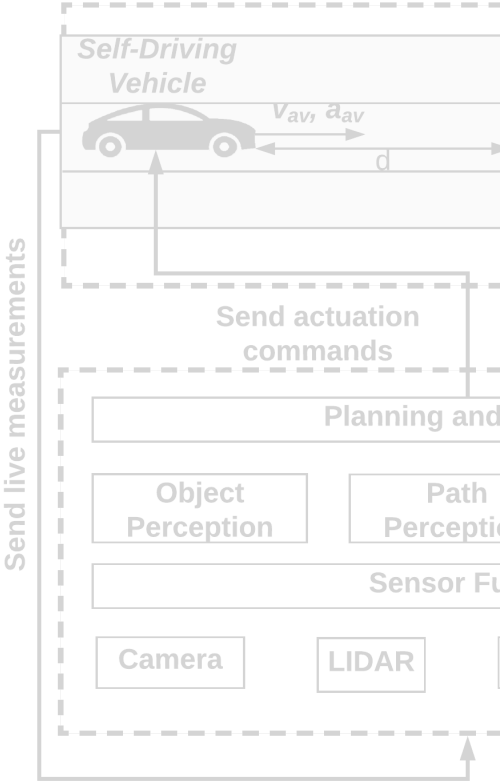 Self-Driving
Vehicle
v_av, a_av
d
Send live measurements
Send actuation
commands
Planning and
Object
Perception
Path
Perceptio
Sensor Fu
Camera
LIDAR